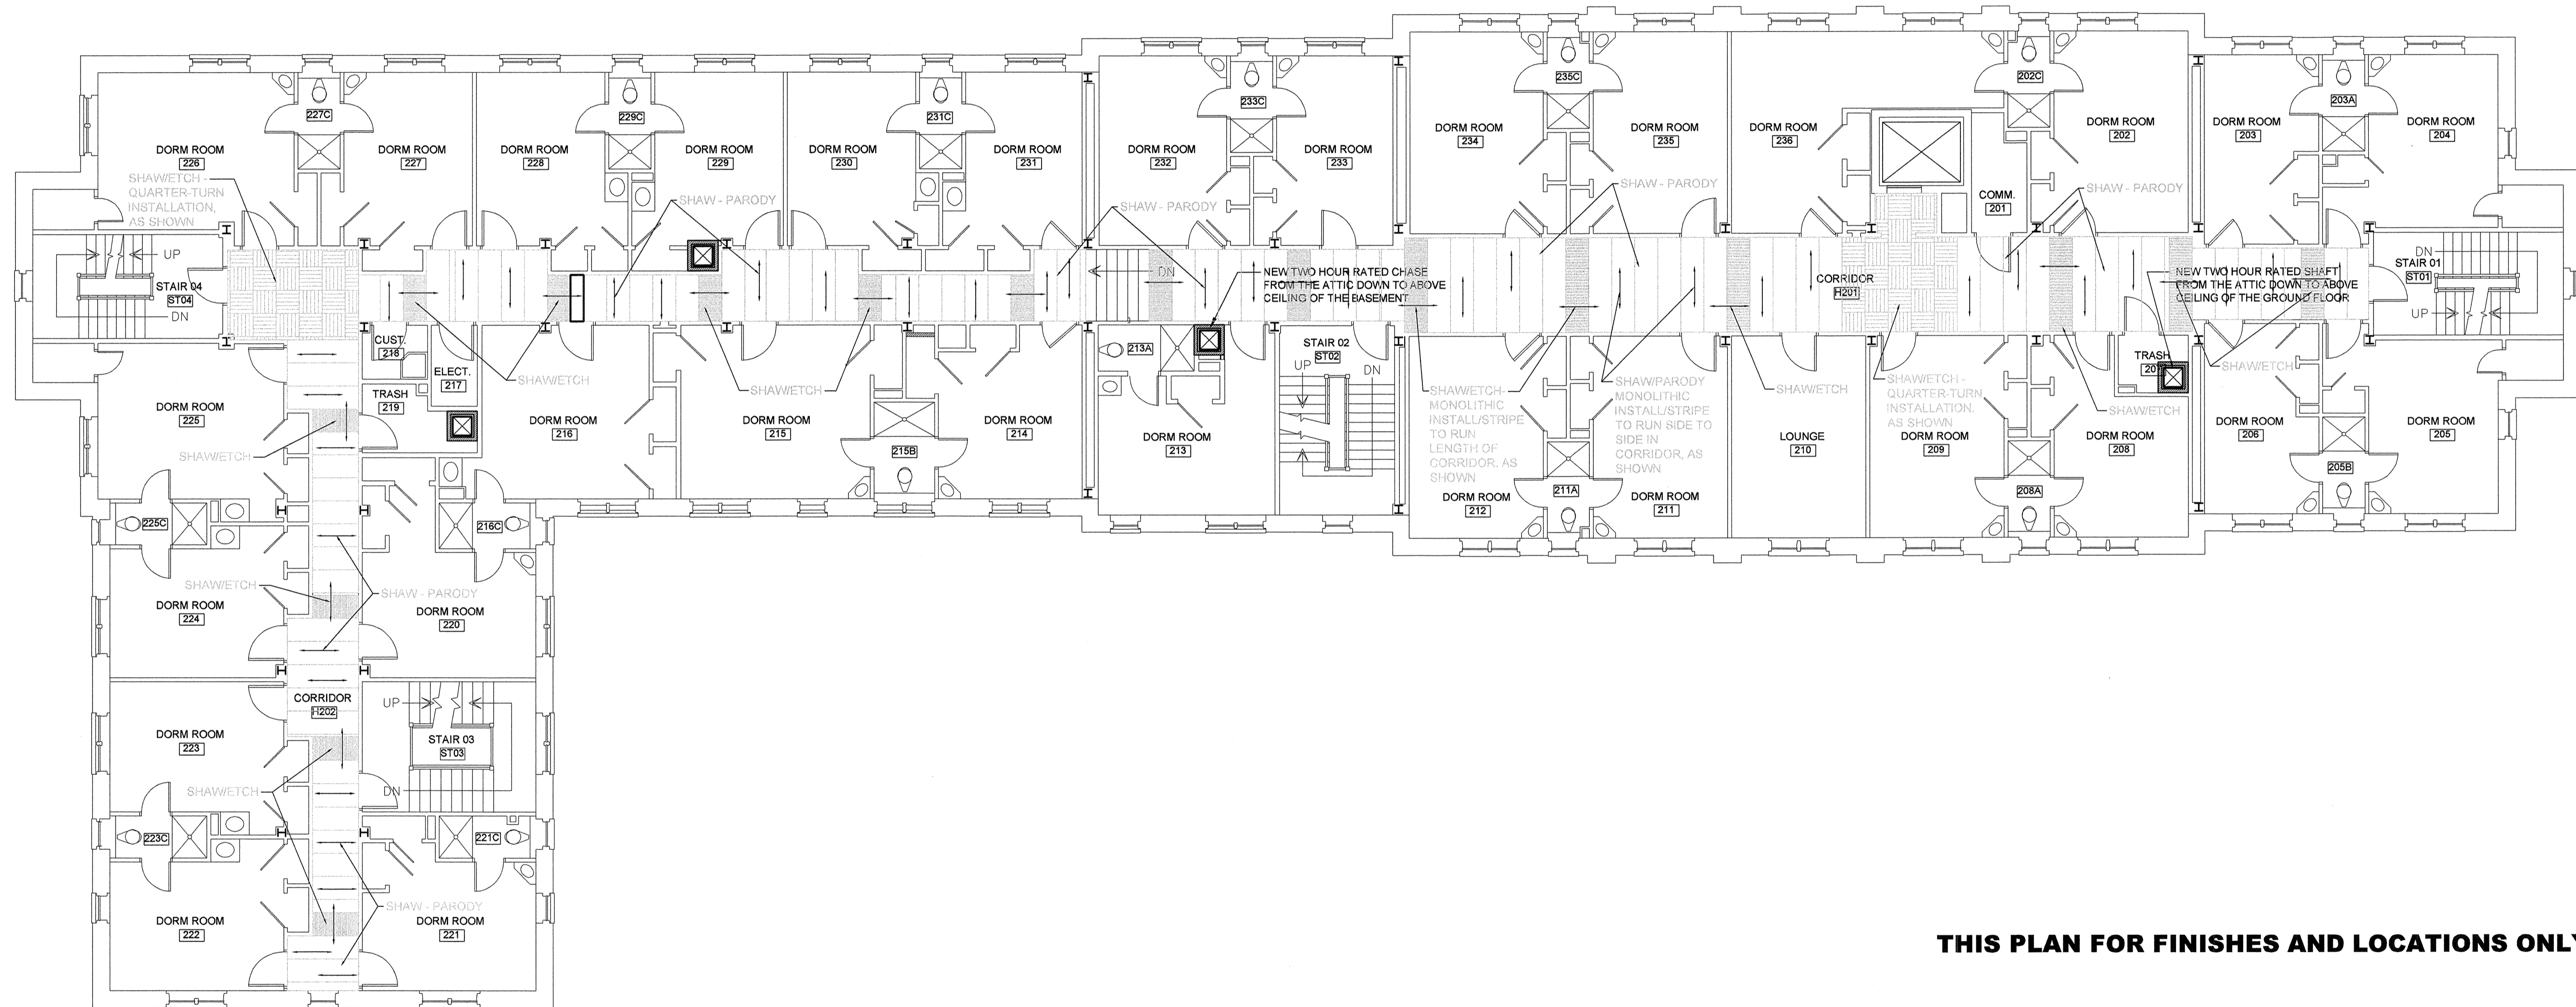 235C
202C
227C
229C
231C
233C
203A
DORM ROOM
226
DORM ROOM
227
DORM ROOM
228
DORM ROOM
229
DORM ROOM
230
DORM ROOM
231
DORM ROOM
232
DORM ROOM
233
DORM ROOM
234
DORM ROOM
235
DORM ROOM
236
DORM ROOM
202
DORM ROOM
203
DORM ROOM
204
SHAW/ETCH -
QUARTER-TURN
INSTALLATION,
AS SHOWN
SHAW - PARODY
SHAW - PARODY
SHAW - PARODY
COMM.
201
SHAW - PARODY
UP
STAIR 04
ST04
DN
DN
NEW TWO HOUR RATED CHASE
FROM THE ATTIC DOWN TO ABOVE
CEILING OF THE BASEMENT
CORRIDOR
H201
NEW TWO HOUR RATED SHAFT
FROM THE ATTIC DOWN TO ABOVE
CEILING OF THE GROUND FLOOR
DN
STAIR 01
ST01
UP
CUST.
218
ELECT.
217
TRASH
219
SHAW/ETCH
SHAW/ETCH
213A
STAIR 02
ST02
UP
DN
SHAW/ETCH-
MONOLITHIC
INSTALL/STRIPE
TO RUN
LENGTH OF
CORRIDOR. AS
SHOWN
SHAW/PARODY
MONOLITHIC
INSTALL/STRIPE
TO RUN SIDE TO
SIDE IN
CORRIDOR, AS
SHOWN
SHAW/ETCH
SHAW/ETCH -
QUARTER-TURN
INSTALLATION.
AS SHOWN
SHAW/ETCH
TRASH
SHAW/ETCH
DORM ROOM
225
DORM ROOM
216
DORM ROOM
215
DORM ROOM
214
DORM ROOM
213
LOUNGE
210
DORM ROOM
209
DORM ROOM
208
DORM ROOM
206
DORM ROOM
205
SHAW/ETCH
215B
211A
208A
205B
DORM ROOM
212
DORM ROOM
211
225C
216C
SHAW/ETCH
SHAW - PARODY
DORM ROOM
224
DORM ROOM
220
CORRIDOR
H202
UP
DORM ROOM
223
STAIR 03
ST03
SHAW/ETCH
DN
223C
221C
SHAW - PARODY
DORM ROOM
222
DORM ROOM
221
THIS PLAN FOR FINISHES AND LOCATIONS ONLY